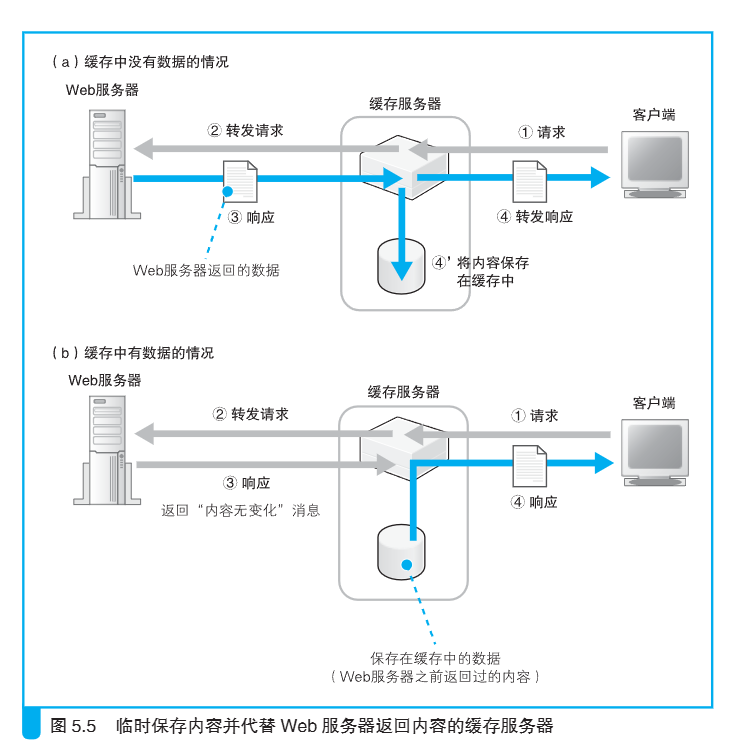 （a）缓存中没有数据的情况
Web服务器
缓存服务器
客户端
② 转发请求
① 请求
③ 响应
④ 转发响应
Web服务器返回的数据
④' 将内容保存
在缓存中
（b）缓存中有数据的情况
Web服务器
缓存服务器
客户端
② 转发请求
① 请求
③ 响应
④ 响应
返回“内容无变化”消息
保存在缓存中的数据
（Web服务器之前返回过的内容）
图 5.5 临时保存内容并代替 Web 服务器返回内容的缓存服务器